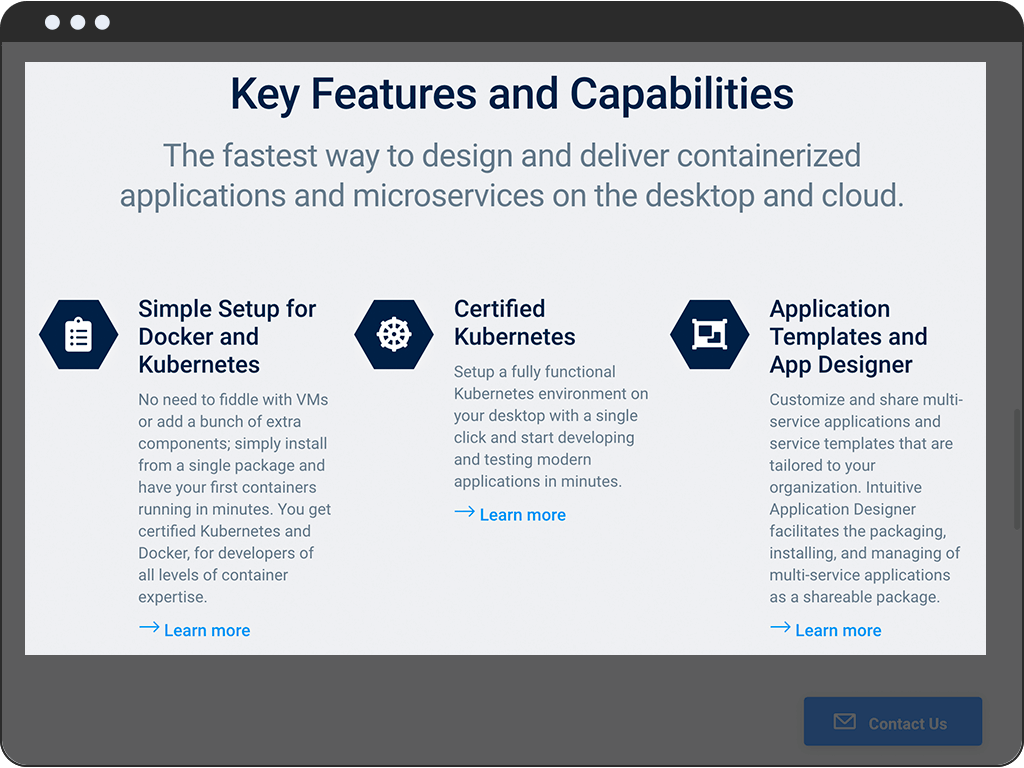 Key Features and Capabilities
The fastest way to design and deliver containerized
applications and microservices on the desktop and cloud.
Simple Setup for
Docker and
Kubernetes
No need to fiddle with VMs
or add a bunch of extra
components; simply install
from a single package and
have your first containers
running in minutes. You get
certified Kubernetes and
Docker, for developers of
all levels of container
expertise.
Learn more
Certified
Kubernetes
Setup a fully functional
Kubernetes environment on
your desktop with a single
click and start developing
and testing modern
applications in minutes.
Learn more
Application
Templates and
App Designer
Customize and share multi-
service applications and
service templates that are
tailored to your
organization. Intuitive
Application Designer
facilitates the packaging,
installing, and managing of
multi-service applications
as a shareable package.
Learn more
Contact Us